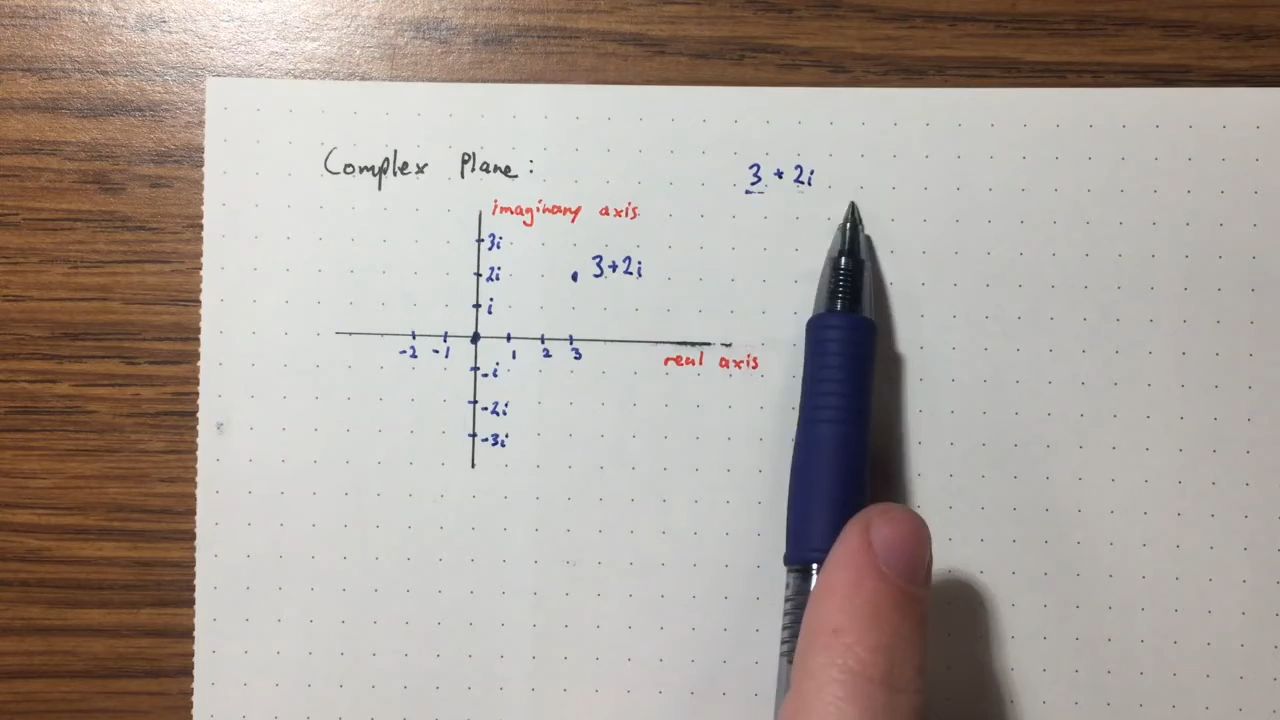 Complex Plane:
3 + 2i
imaginary axis
3i
2i
3+2i
i
-2 -1 1 2 3
real axis
-i
-2i
-3i